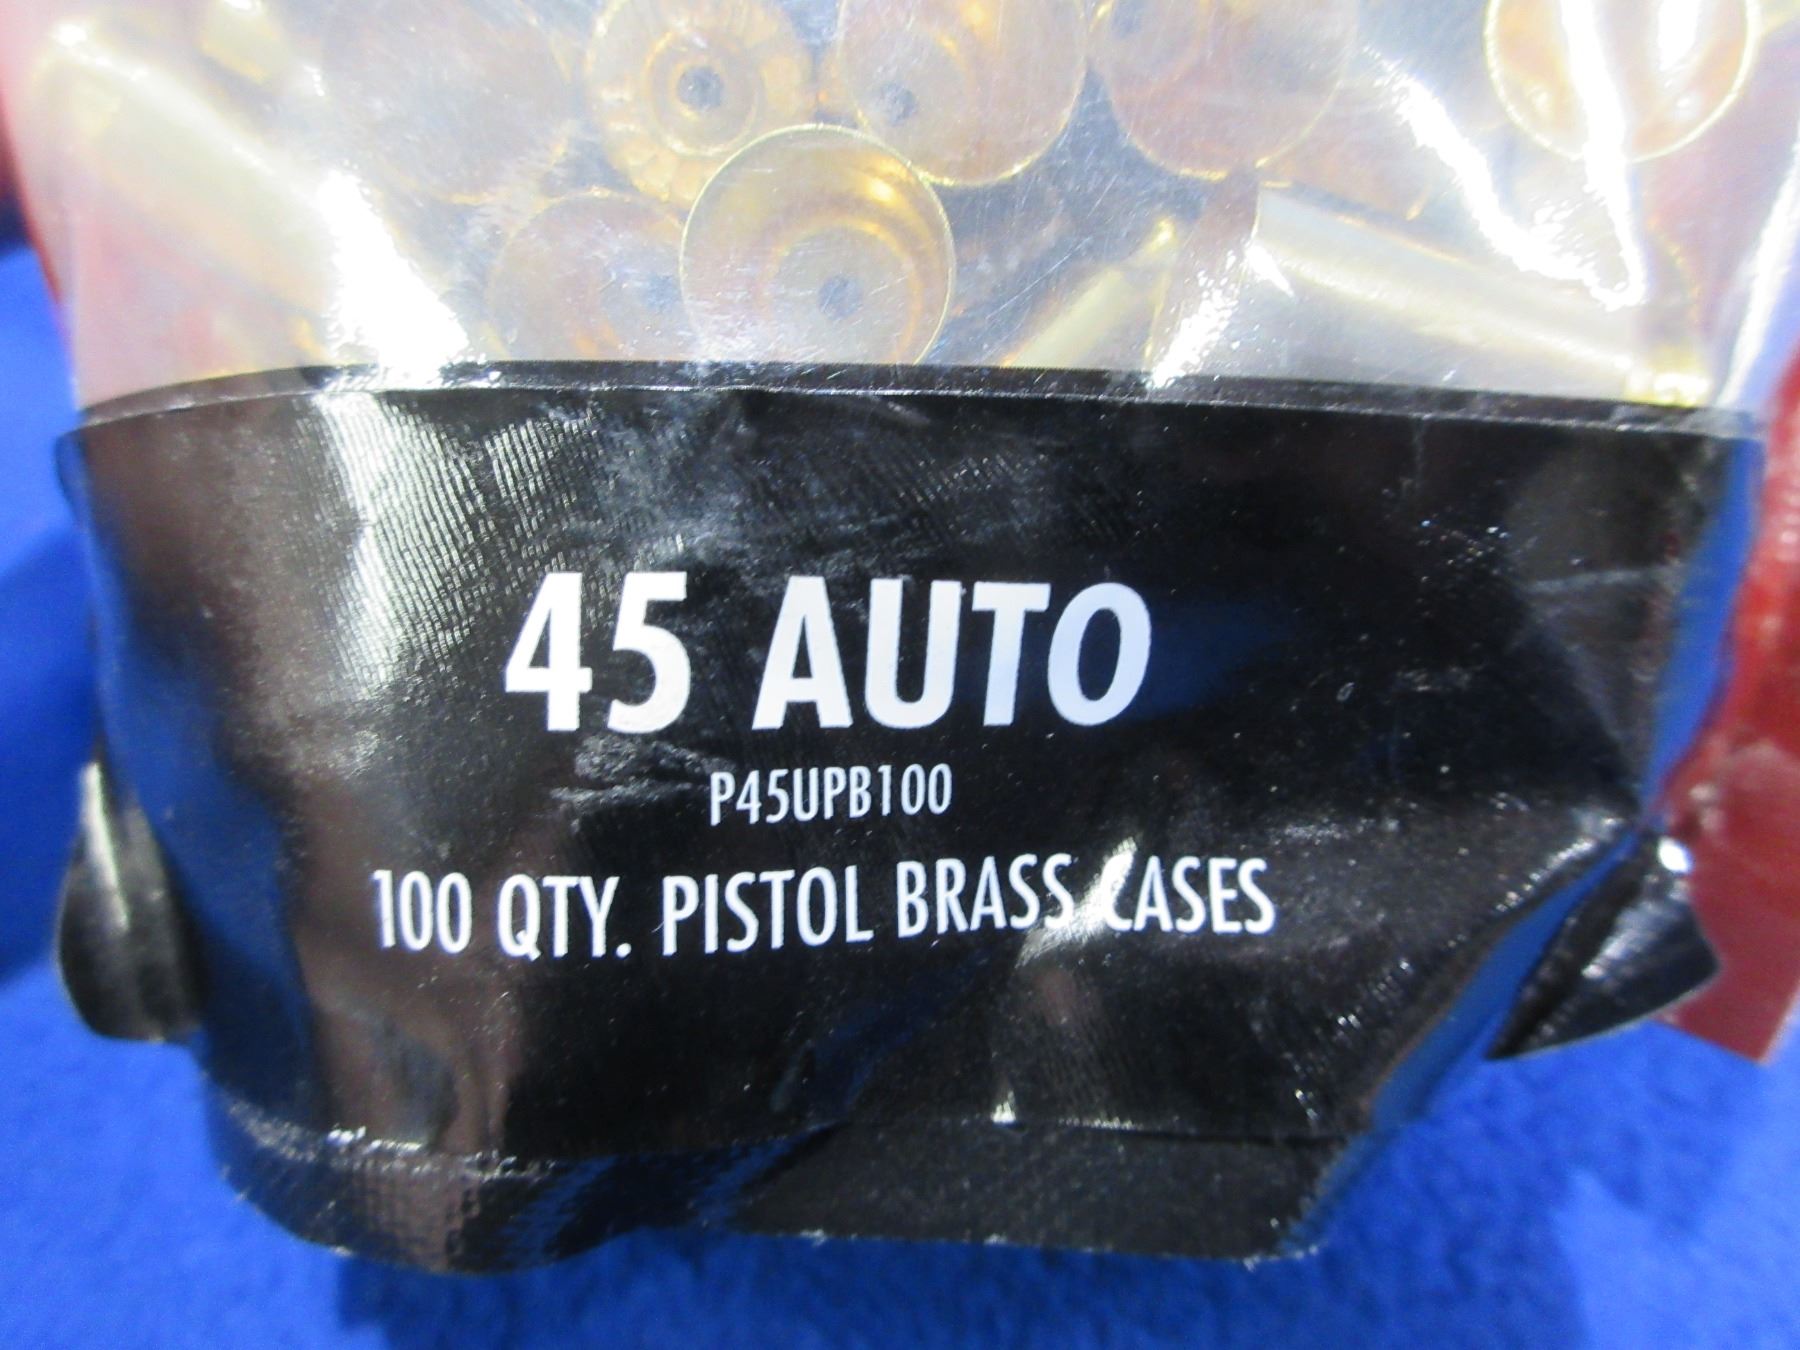 45 AUTO
P45UPB100
100 QTY. PISTOL BRASS CASES